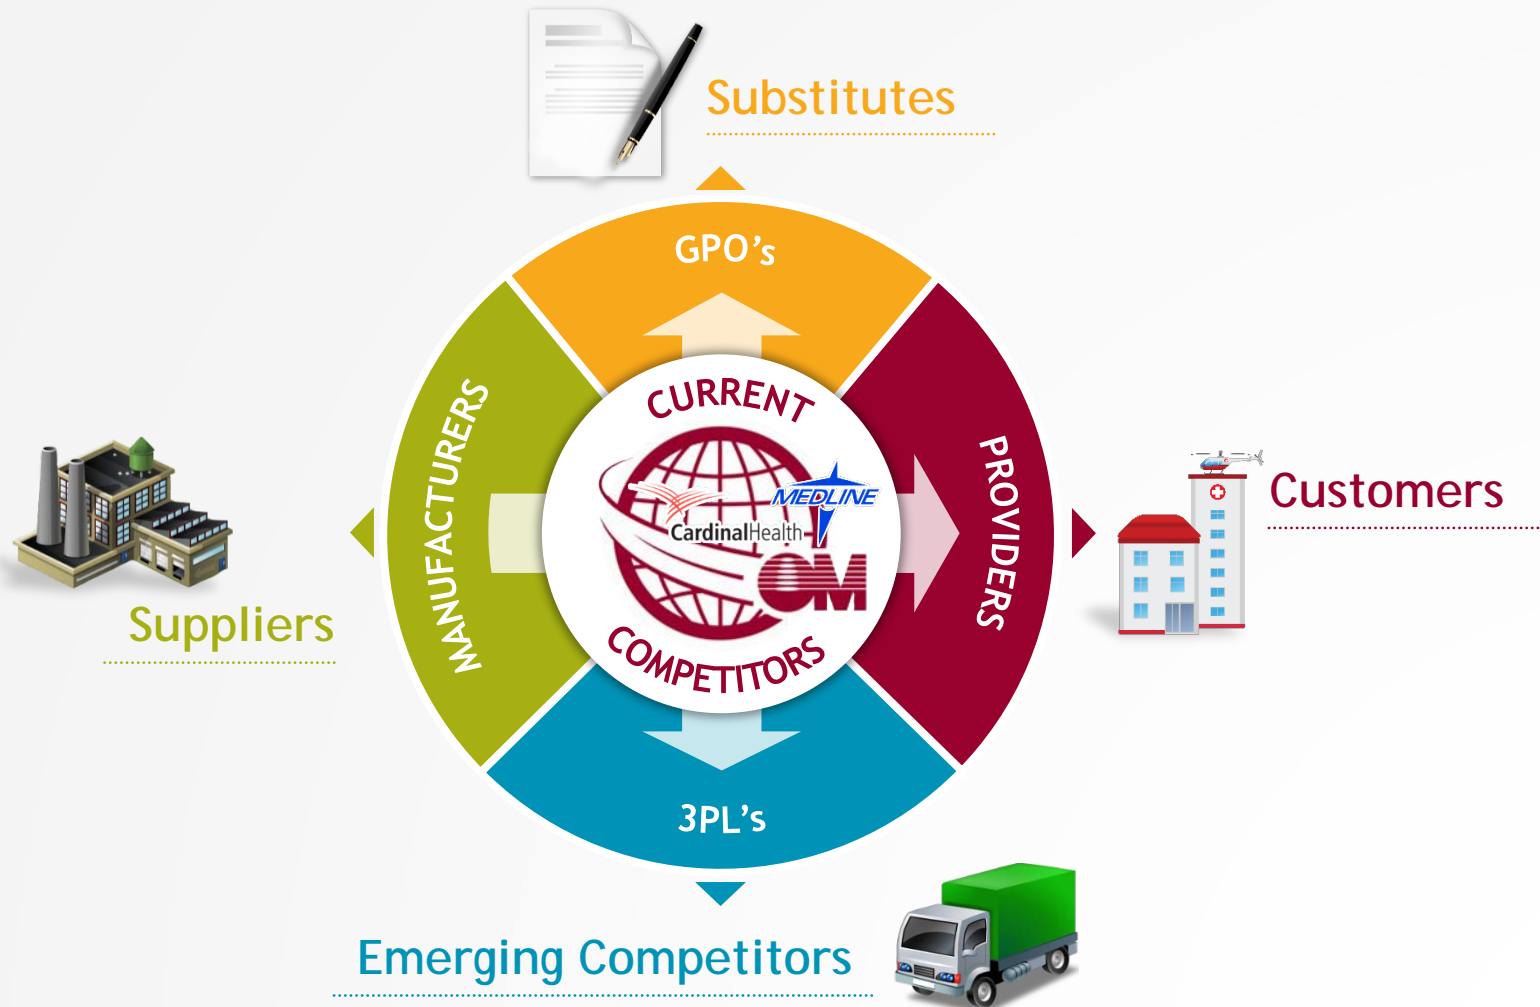 Substitutes
GPO's
MANUFACTURERS
CURRENT
PROVIDERS
MEDLINE
CardinalHealth
OM
COMPETITORS
Customers
Suppliers
3PL's
Emerging Competitors